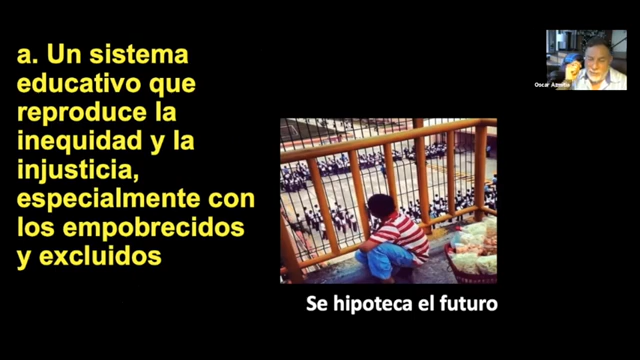 a. Un sistema
educativo que
reproduce la
inequidad y la
injusticia,
especialmente con
los empobrecidos
y excluidos
Oscar
Se hipoteca el futuro